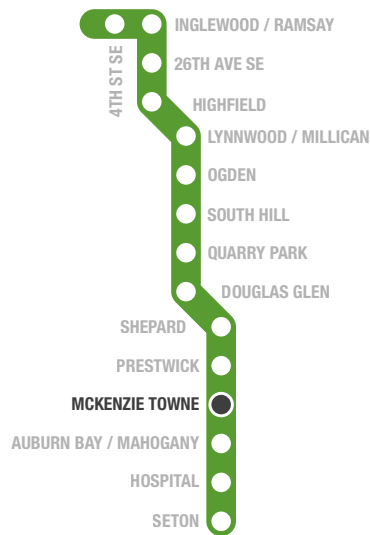 4TH ST SE
INGLEWOOD / RAMSAY
26TH AVE SE
HIGHFIELD
LYNNWOOD / MILLICAN
OGDEN
SOUTH HILL
QUARRY PARK
DOUGLAS GLEN
SHEPARD
PRESTWICK
MCKENZIE TOWNE
AUBURN BAY / MAHOGANY
HOSPITAL
SETON